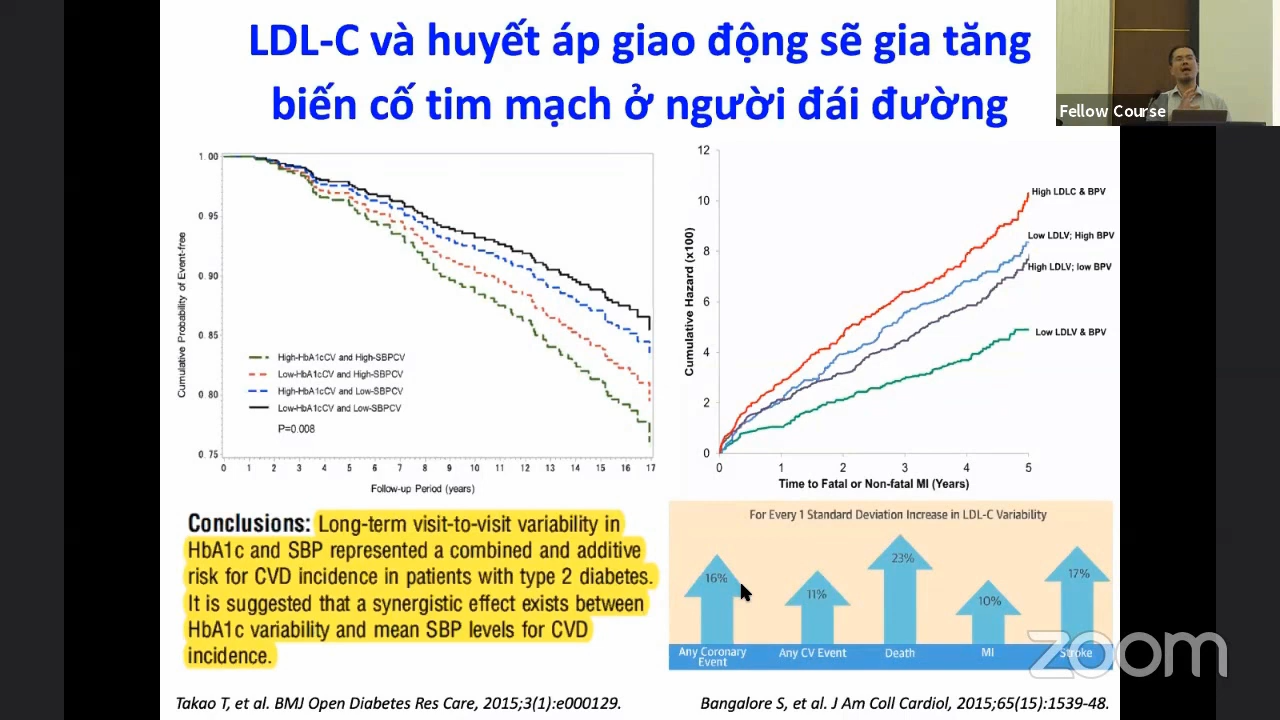 LDL-C và huyết áp giao động sẽ gia tăng
biến cố tim mạch ở người đái đường
Fellow Course
1.00
0.95
0.90
0.85
0.80
0.75
Cumulative Probability of Event-free
High-HbA1cCV and High-SBPCV
Low-HbA1cCV and High-SBPCV
High-HbA1cCV and Low-SBPCV
Low-HbA1cCV and Low-SBPCV
P=0.008
0 1 2 3 4 5 6 7 8 9 10 11 12 13 14 15 16 17
Follow-up Period (years)
12
10
8
6
4
2
0
Cumulative Hazard (x100)
High LDLC & BPV
Low LDLV; High BPV
High LDLV; low BPV
Low LDLV & BPV
0 1 2 3 4 5
Time to Fatal or Non-fatal MI (Years)
Conclusions: Long-term visit-to-visit variability in
HbA1c and SBP represented a combined and additive
risk for CVD incidence in patients with type 2 diabetes.
It is suggested that a synergistic effect exists between
HbA1c variability and mean SBP levels for CVD
incidence.
For Every 1 Standard Deviation Increase in LDL-C Variability
16%
11%
23%
10%
17%
Any Coronary
Event
Any CV Event
Death
MI
Stroke
zoom
Takao T, et al. BMJ Open Diabetes Res Care, 2015;3(1):e000129.
Bangalore S, et al. J Am Coll Cardiol, 2015;65(15):1539-48.